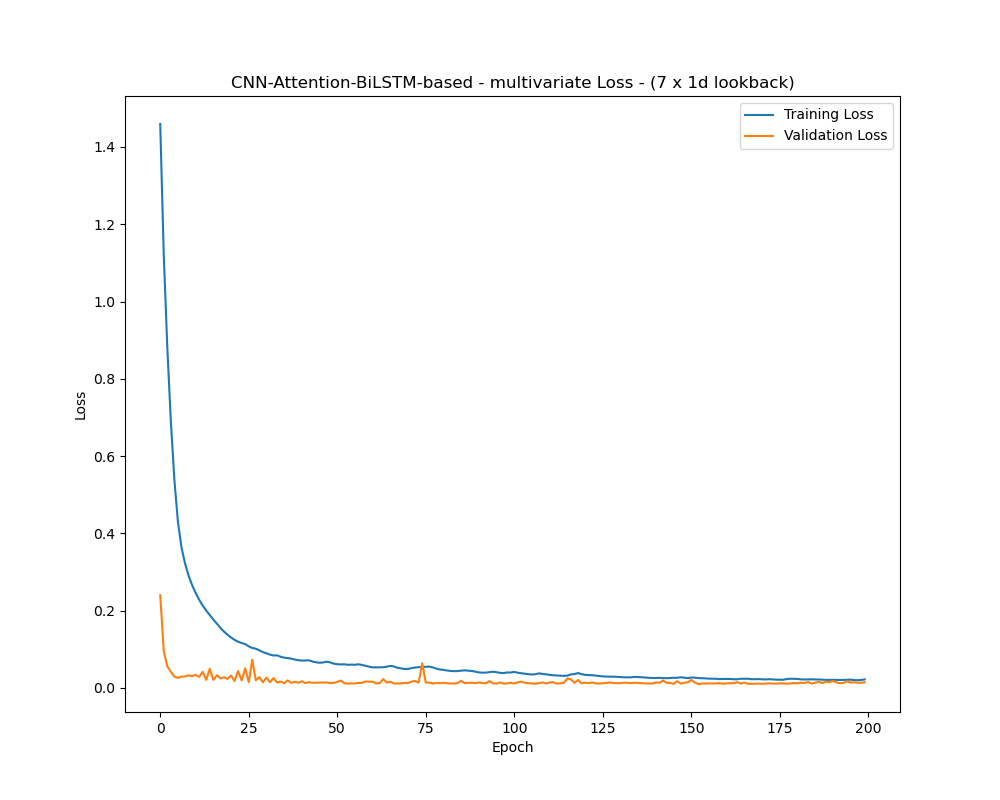 CNN-Attention-BiLSTM-based - multivariate Loss - (7 x 1d lookback)
Training Loss
Validation Loss
1.4
1.2
1.0
0.8
0.6
0.4
0.2
0.0
Loss
0 25 50 75 100 125 150 175 200
Epoch